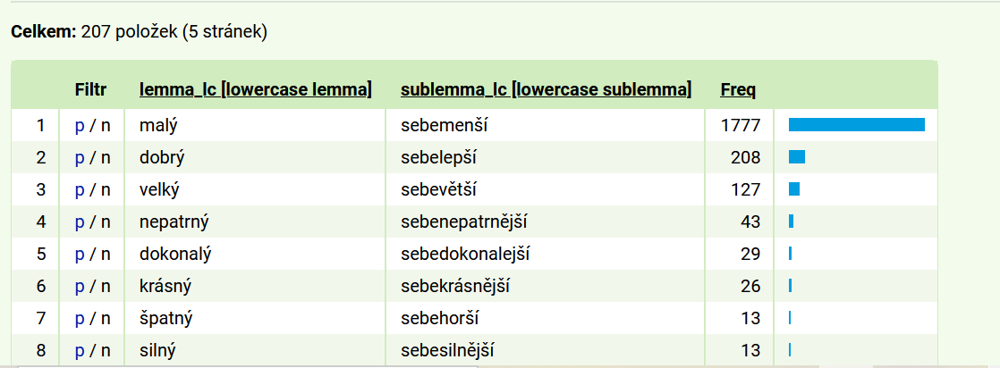 Celkem: 207 položek (5 stránek)
Filtr lemma_lc [lowercase lemma] sublemma_lc [lowercase sublemma] Freq
1 p / n malý sebemenší 1777
2 p / n dobrý sebelepší 208
3 p / n velký sebevětší 127
4 p / n nepatrný sebenepatrnější 43
5 p / n dokonalý sebedokonalejší 29
6 p / n krásný sebekrásnější 26
7 p / n špatný sebehorší 13
8 p / n silný sebesilnější 13